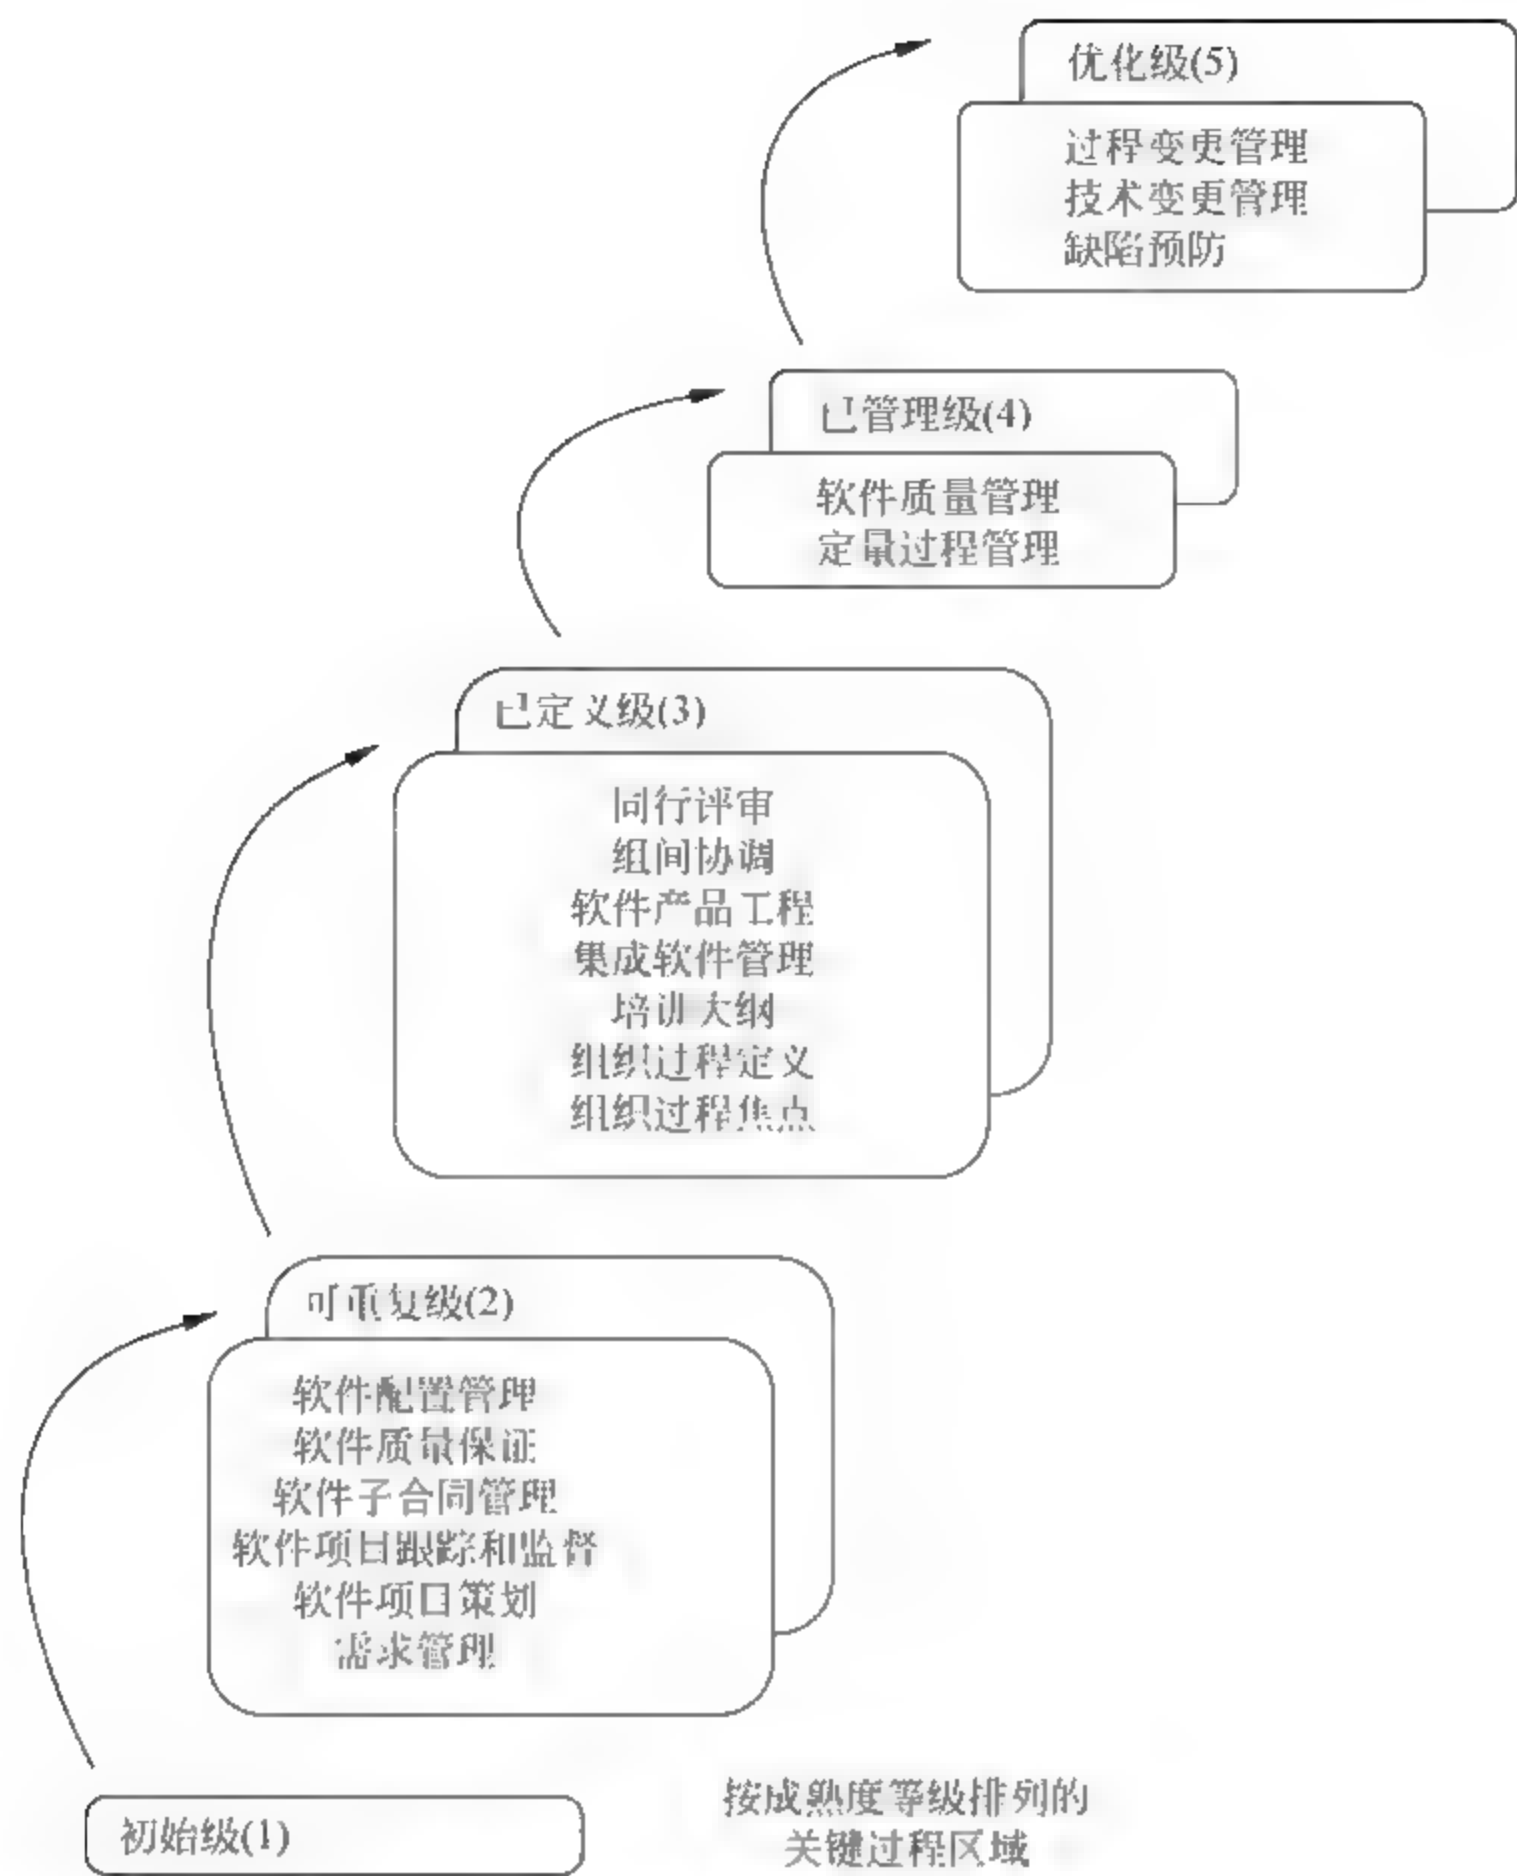 优化级(5)
过程变更管理
技术变更管理
缺陷预防
已管理级(4)
软件质量管理
定量过程管理
已定义级(3)
同行评审
组间协调
软件产品工程
集成软件管理
培训大纲
组织过程定义
组织过程焦点
可重复级(2)
软件配置管理
软件质量保证
软件子合同管理
软件项目跟踪和监督
软件项目策划
需求管理
初始级(1)
按成熟度等级排列的
关键过程区域